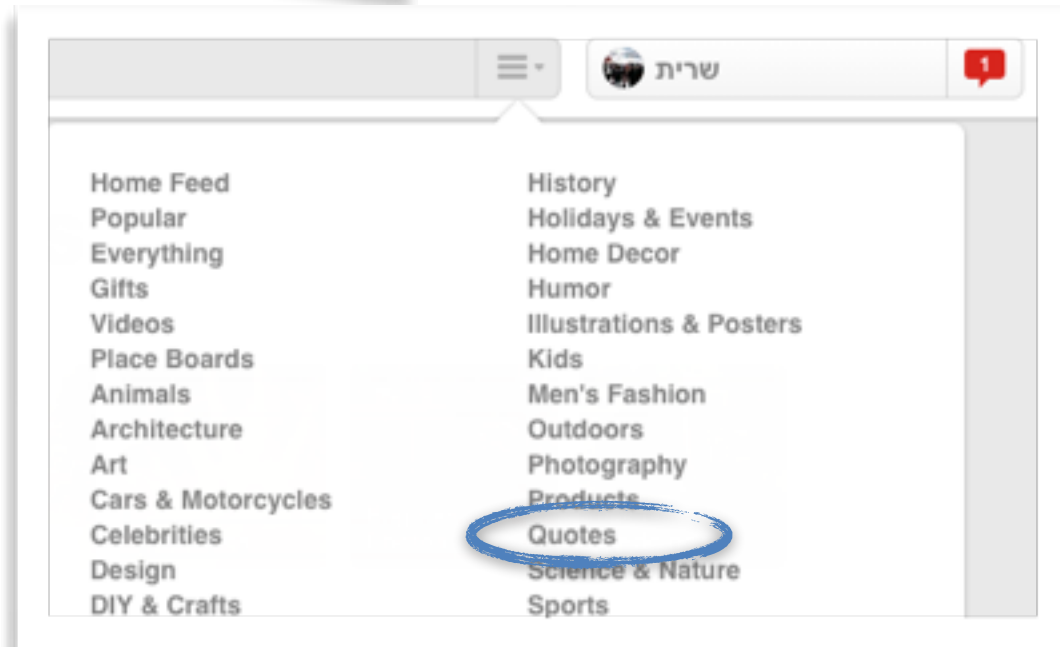 שרית
1
Home Feed
Popular
Everything
Gifts
Videos
Place Boards
Animals
Architecture
Art
Cars & Motorcycles
Celebrities
Design
DIY & Crafts
History
Holidays & Events
Home Decor
Humor
Illustrations & Posters
Kids
Men's Fashion
Outdoors
Photography
Products
Quotes
Science & Nature
Sports